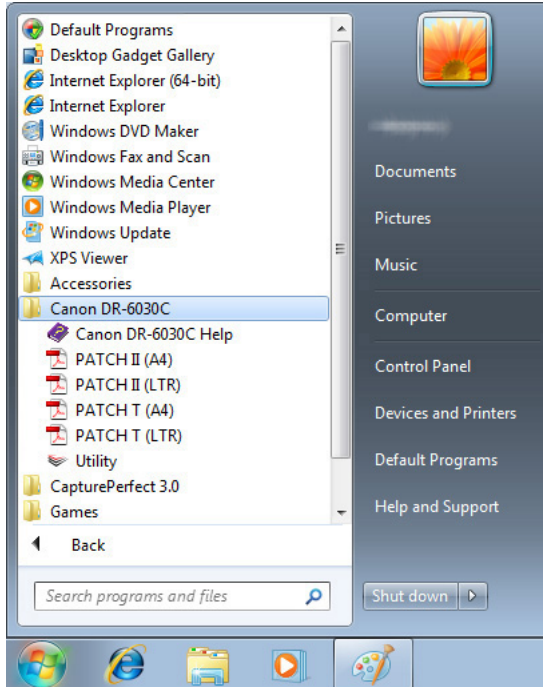 Default Programs
Desktop Gadget Gallery
Internet Explorer (64-bit)
Internet Explorer
Windows DVD Maker
Windows Fax and Scan
Windows Media Center
Windows Media Player
Windows Update
XPS Viewer
Accessories
Canon DR-6030C
Canon DR-6030C Help
PATCH II (A4)
PATCH II (LTR)
PATCH T (A4)
PATCH T (LTR)
Utility
CapturePerfect 3.0
Games
Back
Search programs and files
Documents
Pictures
Music
Computer
Control Panel
Devices and Printers
Default Programs
Help and Support
Shut down